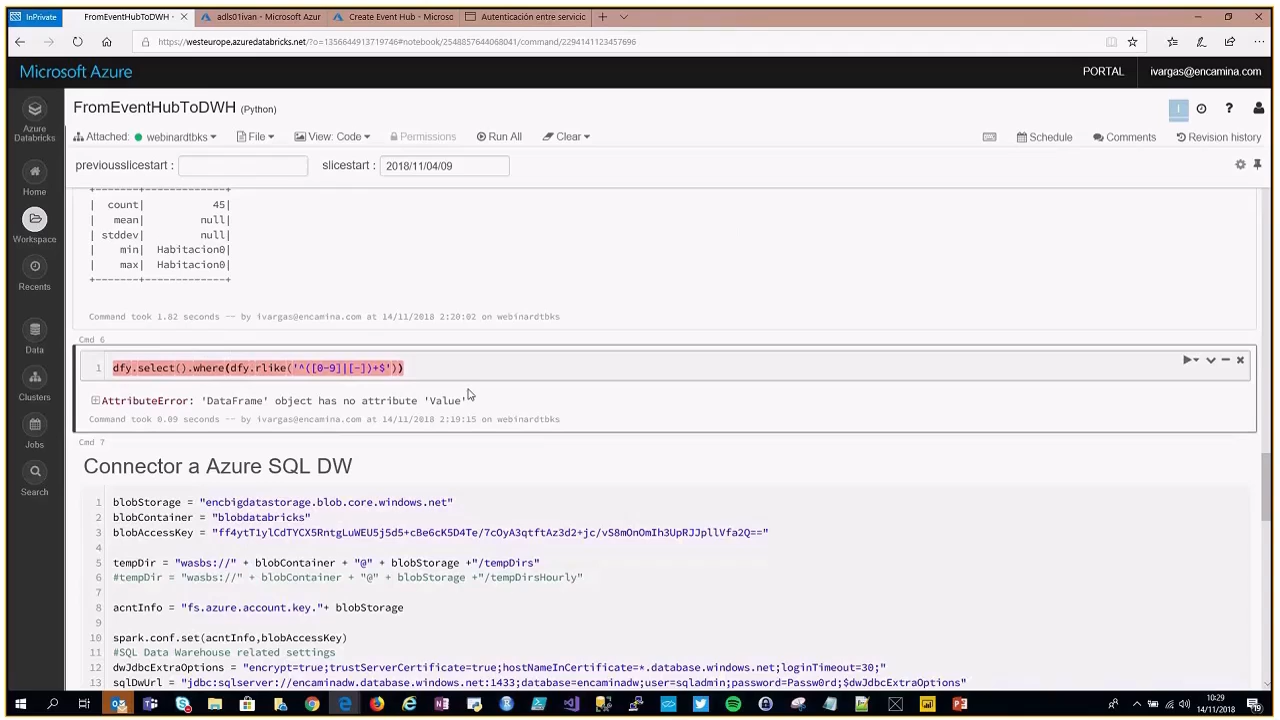 InPrivate
FromEventHubToDWH
adls01ivan - Microsoft Azur
Create Event Hub - Microso
Autenticación entre servicic
https://westeurope.azuredatabricks.net/?o=1356644913719746#notebook/2548857644068041/command/2294141123457696
Microsoft Azure
PORTAL
ivargas@encamina.com
Azure
Databricks
Home
Workspace
Recents
Data
Clusters
Jobs
Search
FromEventHubToDWH (Python)
Attached: webinardtbks
File
View: Code
Permissions
Run All
Clear
Schedule
Comments
Revision history
previousslicestart :
slicestart : 2018/11/04/09
+-------+-------------+
| count| 45|
| mean| null|
| stddev| null|
| min| Habitacion0|
| max| Habitacion0|
+-------+-------------+
Command took 1.82 seconds -- by ivargas@encamina.com at 14/11/2018 2:20:02 on webinardtbks
Cmd 6
1 dfy.select().where(dfy.rlike('^([0-9]|[-])+$'))
AttributeError: 'DataFrame' object has no attribute 'Value'
Command took 0.09 seconds -- by ivargas@encamina.com at 14/11/2018 2:19:15 on webinardtbks
Cmd 7
Connector a Azure SQL DW
1 blobStorage = "encbigdatastorage.blob.core.windows.net"
2 blobContainer = "blobdatabricks"
3 blobAccessKey = "ff4ytT1ylCdTYCX5RntgLuWEU5j5d5+cBe6cK5D4Te/7cOyA3qtftAz3d2+jc/vS8mOnOmIh3UpRJJpllVfa2Q=="
4
5 tempDir = "wasbs://" + blobContainer + "@" + blobStorage +"/tempDirs"
6 #tempDir = "wasbs://" + blobContainer + "@" + blobStorage +"/tempDirsHourly"
7
8 acntInfo = "fs.azure.account.key."+ blobStorage
9
10 spark.conf.set(acntInfo,blobAccessKey)
11 #SQL Data Warehouse related settings
12 dwJdbcExtraOptions = "encrypt=true;trustServerCertificate=true;hostNameInCertificate=*.database.windows.net;loginTimeout=30;"
13 sqlDwUrl = "jdbc:sqlserver://encaminadw.database.windows.net:1433;database=encaminadw;user=sqladmin;password=Passw0rd;$dwJdbcExtraOptions"
10:29
14/11/2018